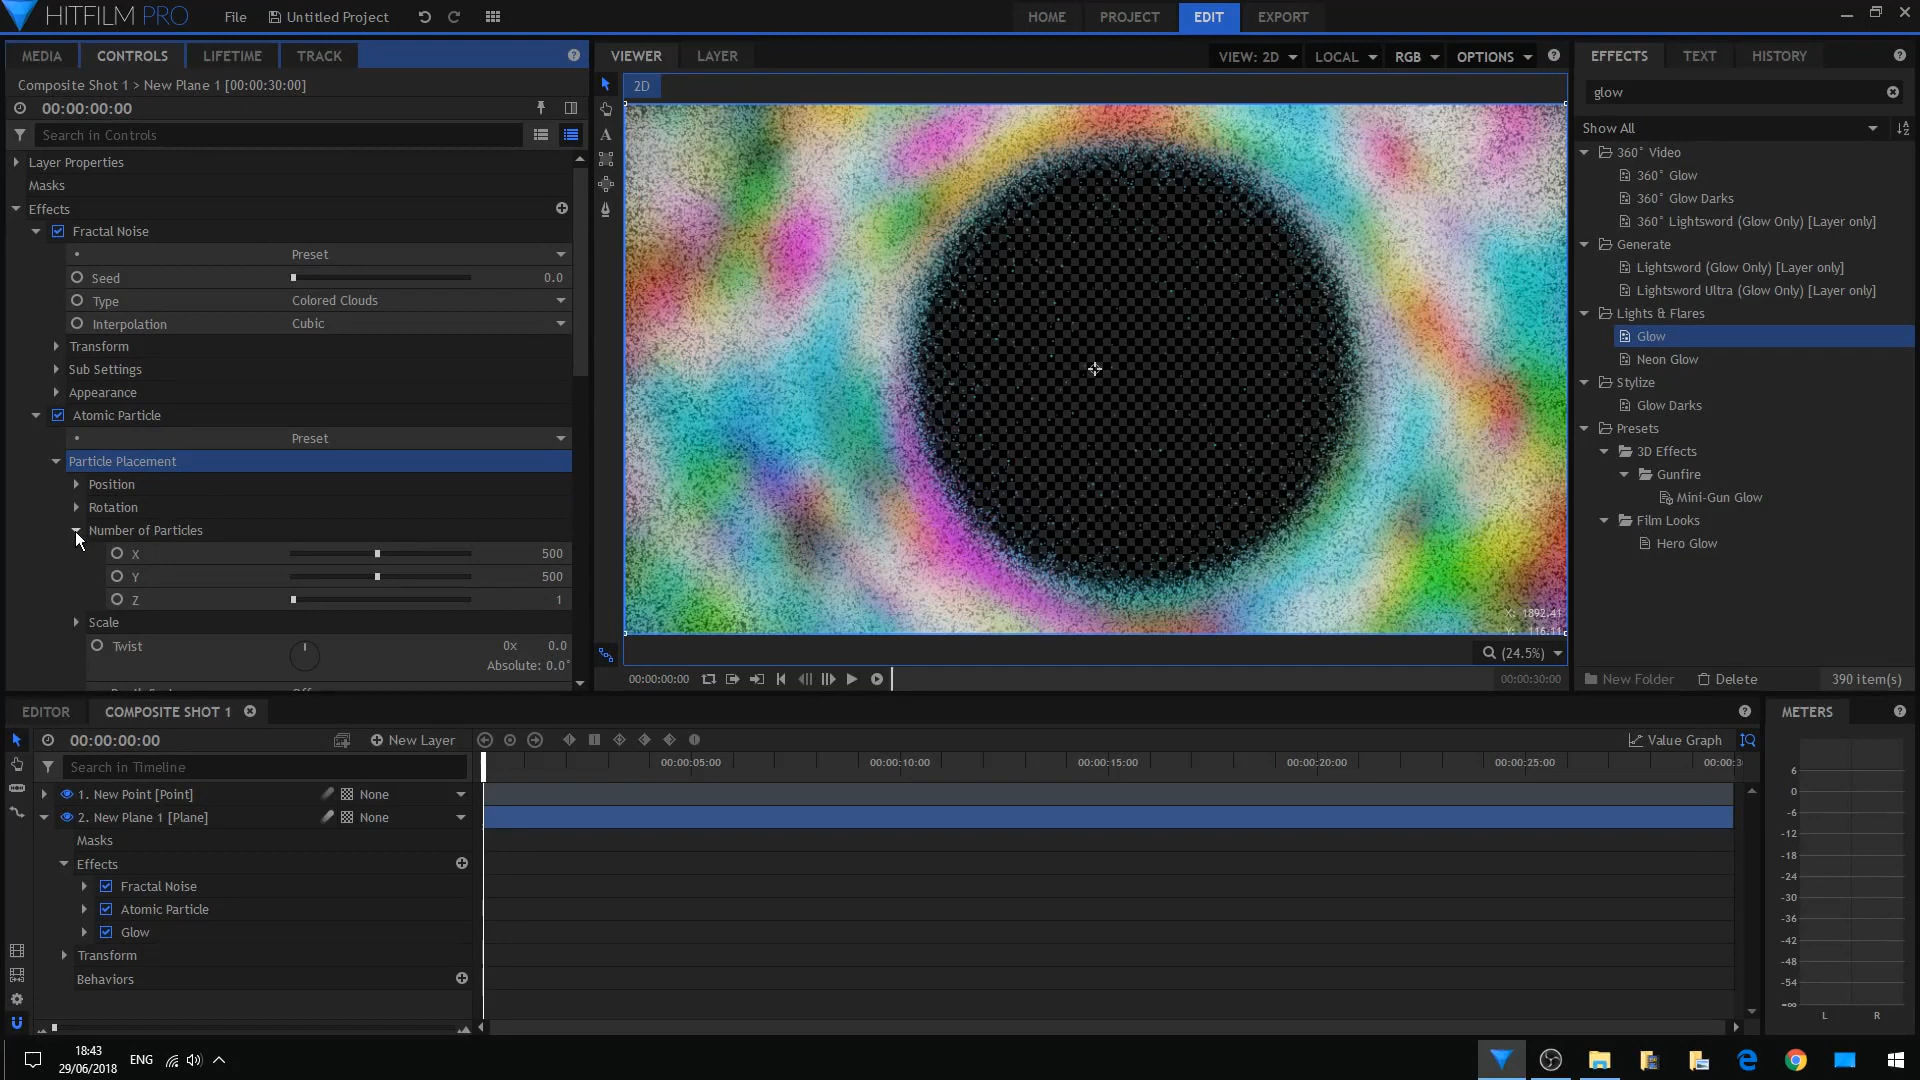 HITFILM PRO
File
Untitled Project
HOME
PROJECT
EDIT
EXPORT
MEDIA
CONTROLS
LIFETIME
TRACK
Composite Shot 1 > New Plane 1 [00:00:30:00]
00:00:00:00
Search in Controls
Layer Properties
Masks
Effects
Fractal Noise
Preset
Seed 0.0
Type Colored Clouds
Interpolation Cubic
Transform
Sub Settings
Appearance
Atomic Particle
Preset
Particle Placement
Position
Rotation
Number of Particles
X 500
Y 500
Z 1
Scale
Twist 0x 0.0
Absolute: 0.0°
VIEWER
LAYER
VIEW: 2D
LOCAL
RGB
OPTIONS
2D
A
X: 1892.41
Y: 116.11
(24.5%)
00:00:00:00
00:00:30:00
EFFECTS
TEXT
HISTORY
glow
Show All
360° Video
360° Glow
360° Glow Darks
360° Lightsword (Glow Only) [Layer only]
Generate
Lightsword (Glow Only) [Layer only]
Lightsword Ultra (Glow Only) [Layer only]
Lights & Flares
Glow
Neon Glow
Stylize
Glow Darks
Presets
3D Effects
Gunfire
Mini-Gun Glow
Film Looks
Hero Glow
New Folder
Delete
390 item(s)
EDITOR
COMPOSITE SHOT 1
00:00:00:00
New Layer
Value Graph
Search in Timeline
00:00:05:00
00:00:10:00
00:00:15:00
00:00:20:00
00:00:25:00
00:00:3
1. New Point [Point] None
2. New Plane 1 [Plane] None
Masks
Effects
Fractal Noise
Atomic Particle
Glow
Transform
Behaviors
METERS
6
0
-6
-12
-18
-24
-30
-36
-42
-48
-54
-∞
L R
18:43
29/06/2018
ENG